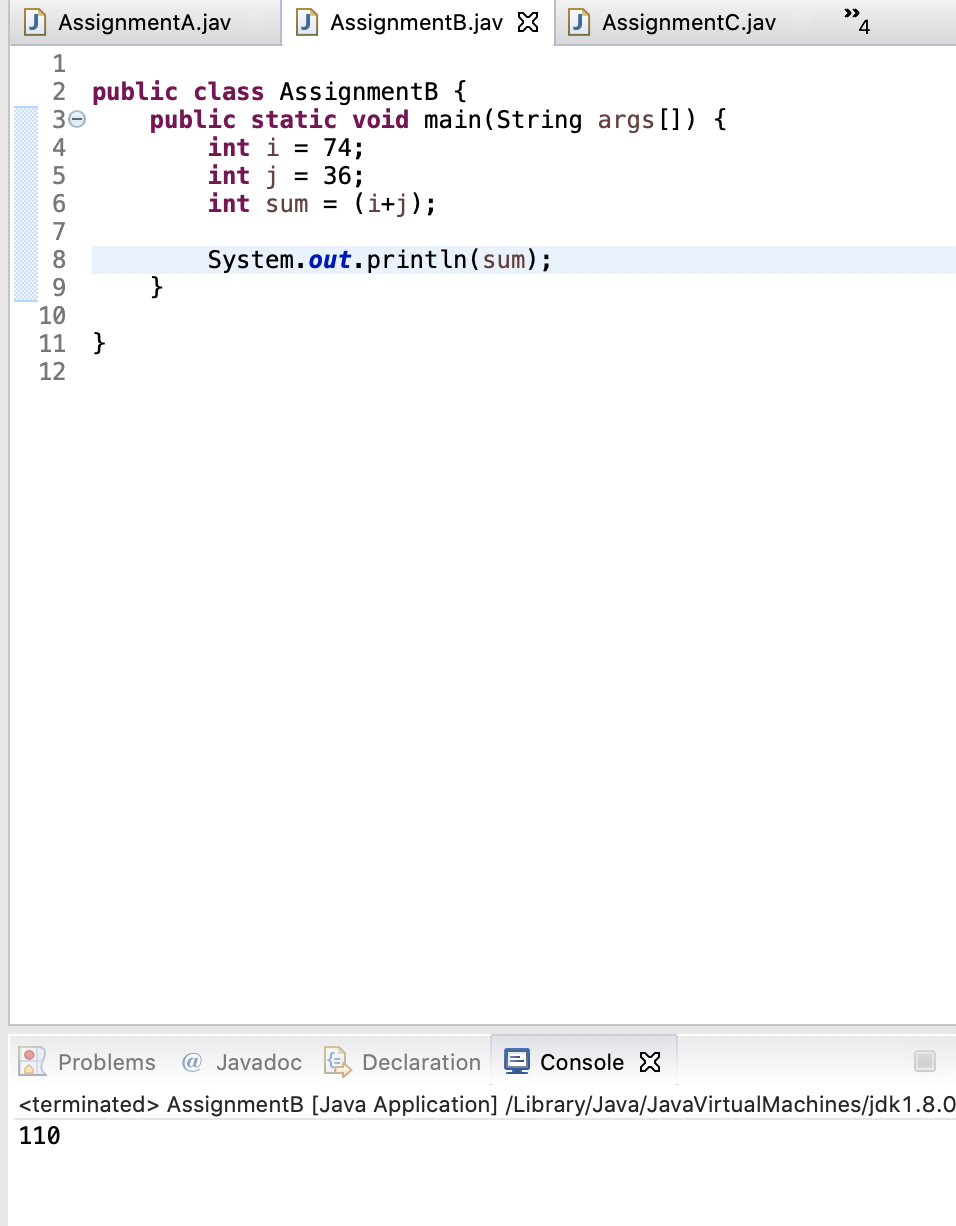 AssignmentA.jav AssignmentB.jav AssignmentC.jav »4
1
2 public class AssignmentB {
3 public static void main(String args[]) {
4 int i = 74;
5 int j = 36;
6 int sum = (i+j);
7
8 System.out.println(sum);
9 }
10
11 }
12
Problems @ Javadoc Declaration Console
<terminated> AssignmentB [Java Application] /Library/Java/JavaVirtualMachines/jdk1.8.0
110